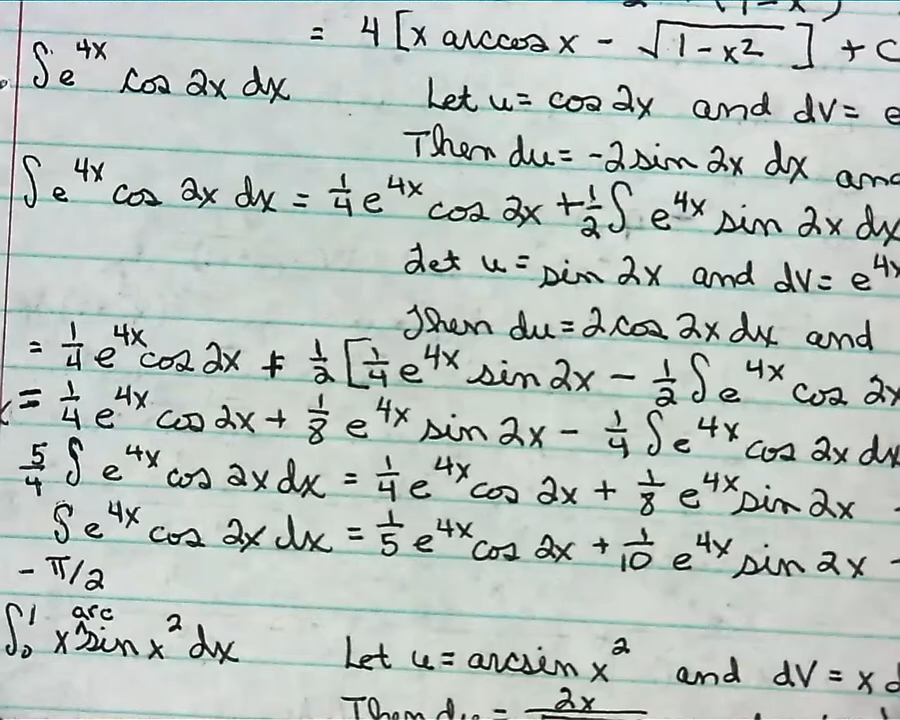 = 4 [x arccos x - √(1-x²)] + C
∫e^{4x} cos 2x dx Let u = cos 2x and dV = e
Then du = -2 sin 2x dx and
∫e^{4x} cos 2x dx = 1/4 e^{4x} cos 2x + 1/2 ∫ e^{4x} sin 2x dx
Let u = sin 2x and dV = e^{4x}
Then du = 2 cos 2x dx and
= 1/4 e^{4x} cos 2x + 1/2 [1/4 e^{4x} sin 2x - 1/2 ∫e^{4x} cos 2x
= 1/4 e^{4x} cos 2x + 1/8 e^{4x} sin 2x - 1/4 ∫e^{4x} cos 2x dx
5/4 ∫ e^{4x} cos 2x dx = 1/4 e^{4x} cos 2x + 1/8 e^{4x} sin 2x
∫e^{4x} cos 2x dx = 1/5 e^{4x} cos 2x + 1/10 e^{4x} sin 2x
- π/2
∫₀¹ x arcsin x² dx Let u = arcsin x² and dV = x d
Then du = 2x